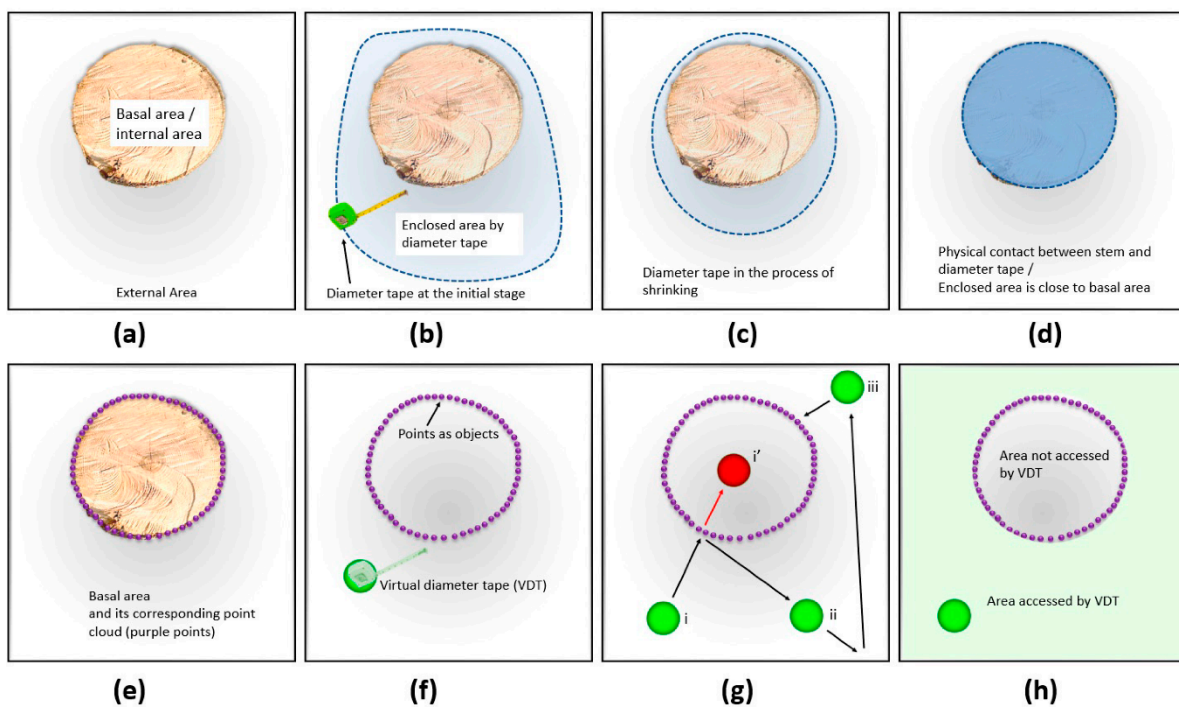 Basal area /
internal area
External Area
(a)
Enclosed area by
diameter tape
Diameter tape at the initial stage
(b)
Diameter tape in the process of
shrinking
(c)
Physical contact between stem and
diameter tape /
Enclosed area is close to basal area
(d)
Basal area
and its corresponding point
cloud (purple points)
(e)
Points as objects
Virtual diameter tape (VDT)
(f)
iii
i'
i
ii
(g)
Area not accessed
by VDT
Area accessed by VDT
(h)